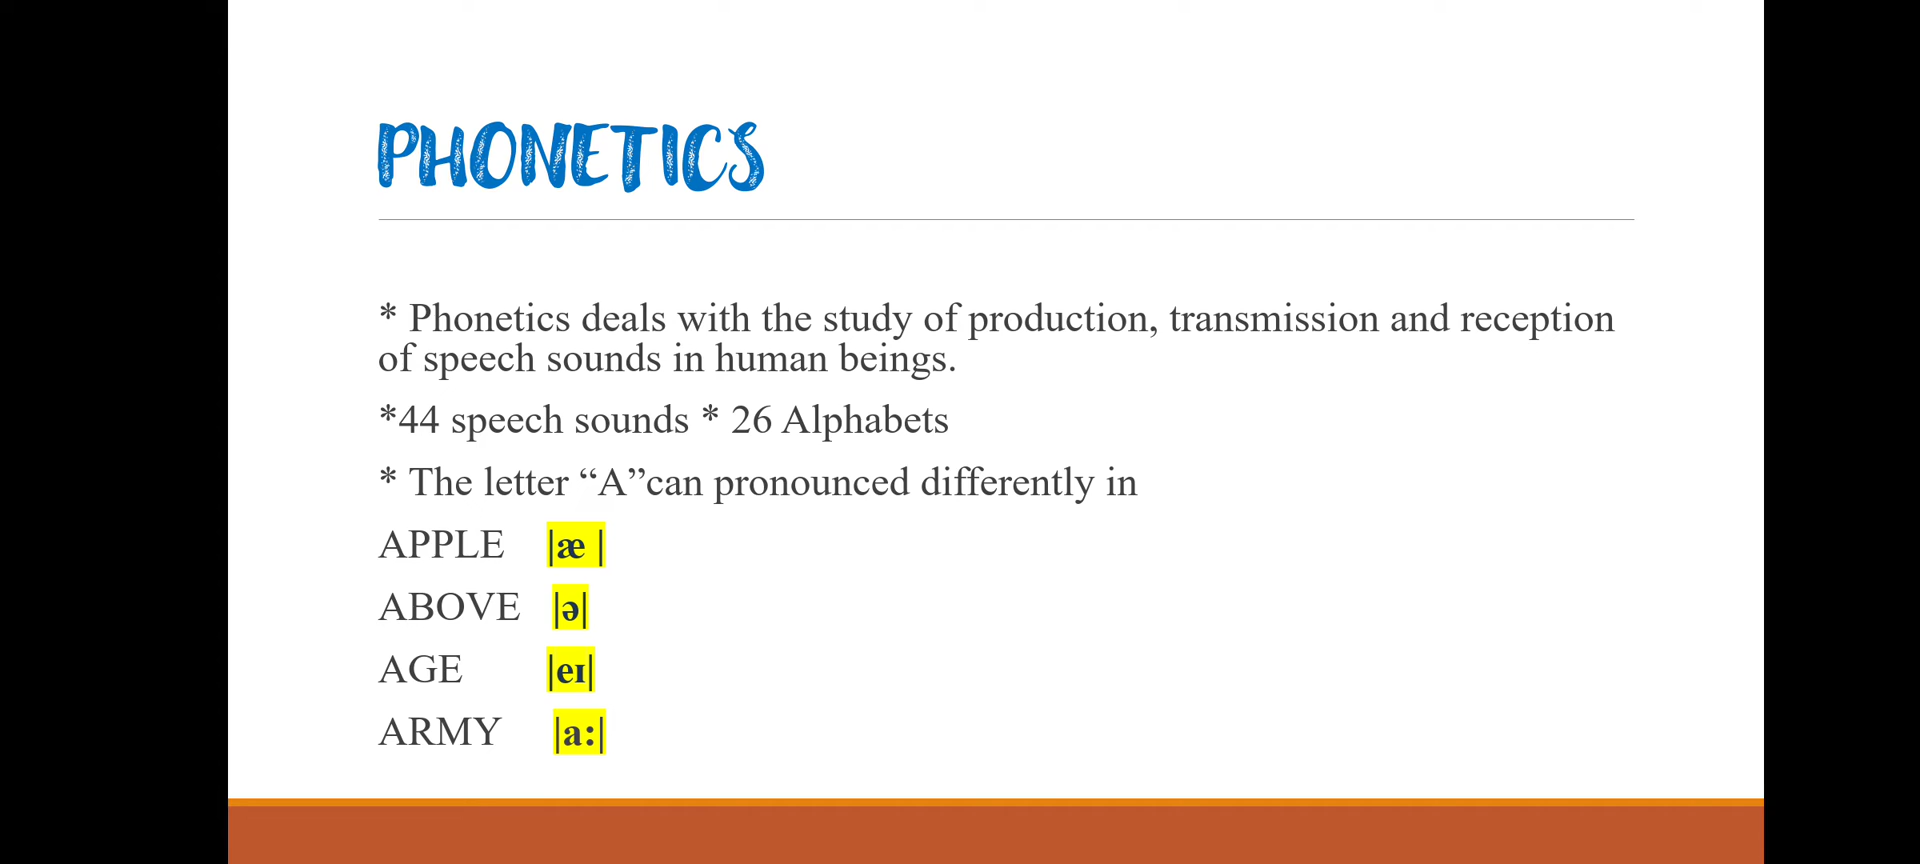 PHONETICS
* Phonetics deals with the study of production, transmission and reception
of speech sounds in human beings.
*44 speech sounds * 26 Alphabets
* The letter “A”can pronounced differently in
APPLE |æ |
ABOVE |ə|
AGE |eɪ|
ARMY |a:|